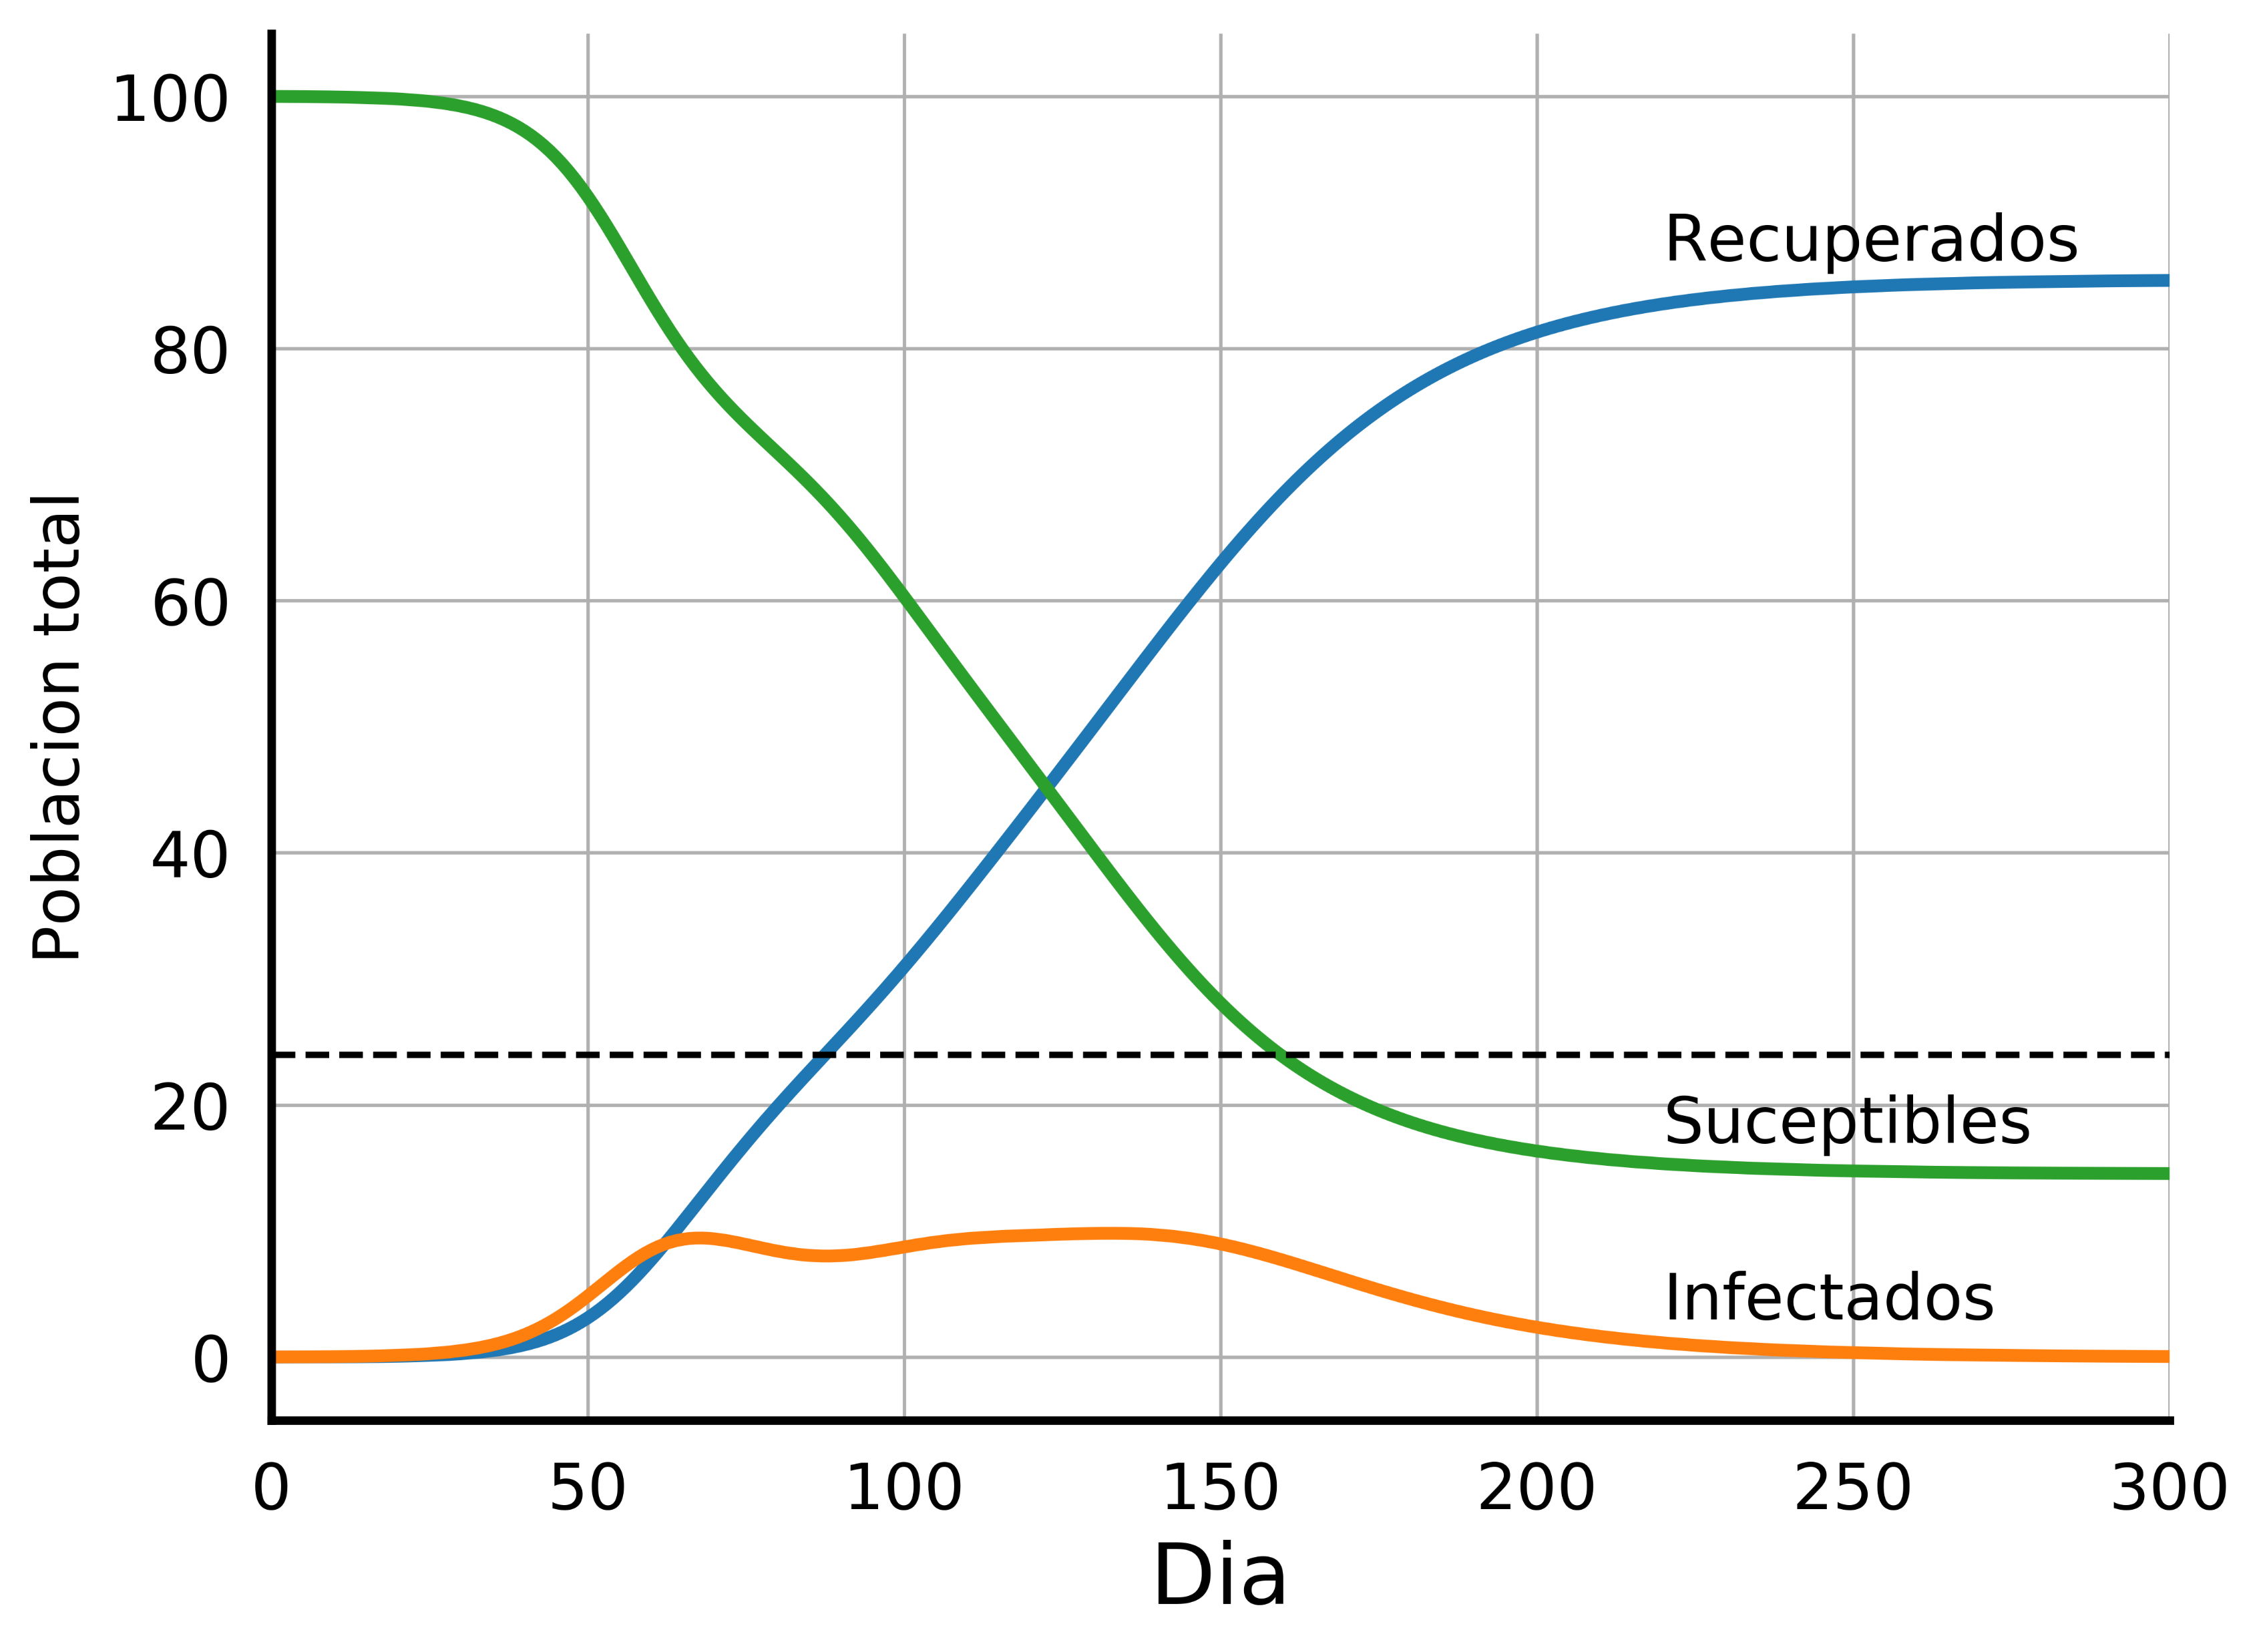 100
80
60
40
20
0
Poblacion total
Recuperados
Suceptibles
Infectados
0 50 100 150 200 250 300
Dia